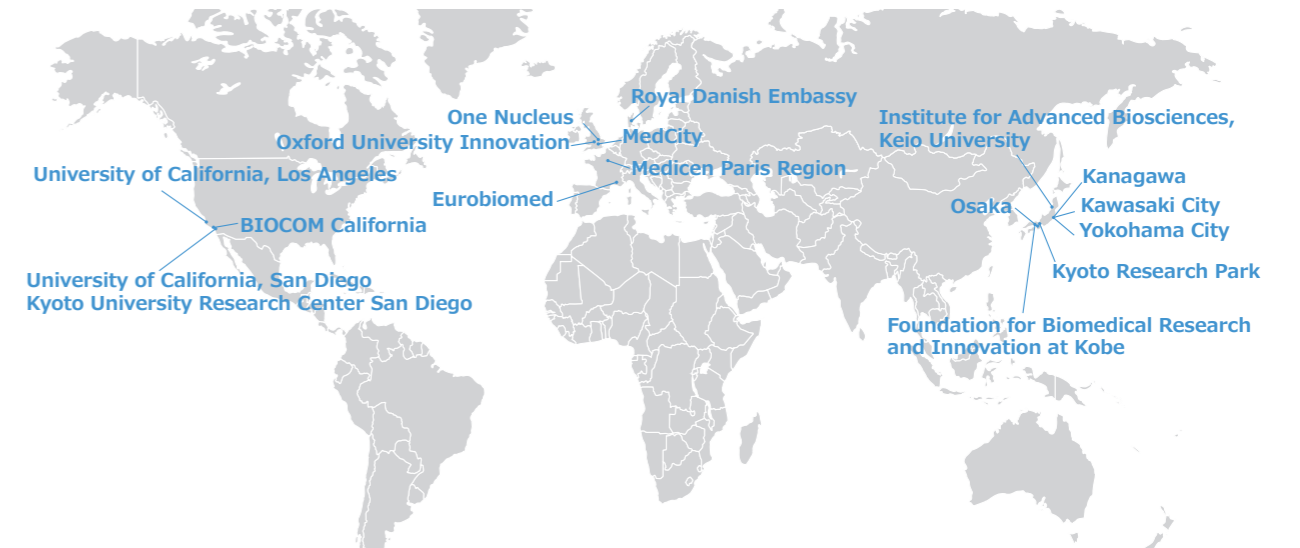 Royal Danish Embassy
One Nucleus
Oxford University Innovation
MedCity
Medicen Paris Region
Eurobiomed
University of California, Los Angeles
BIOCOM California
University of California, San Diego
Kyoto University Research Center San Diego
Institute for Advanced Biosciences,
Keio University
Kanagawa
Osaka
Kawasaki City
Yokohama City
Kyoto Research Park
Foundation for Biomedical Research
and Innovation at Kobe